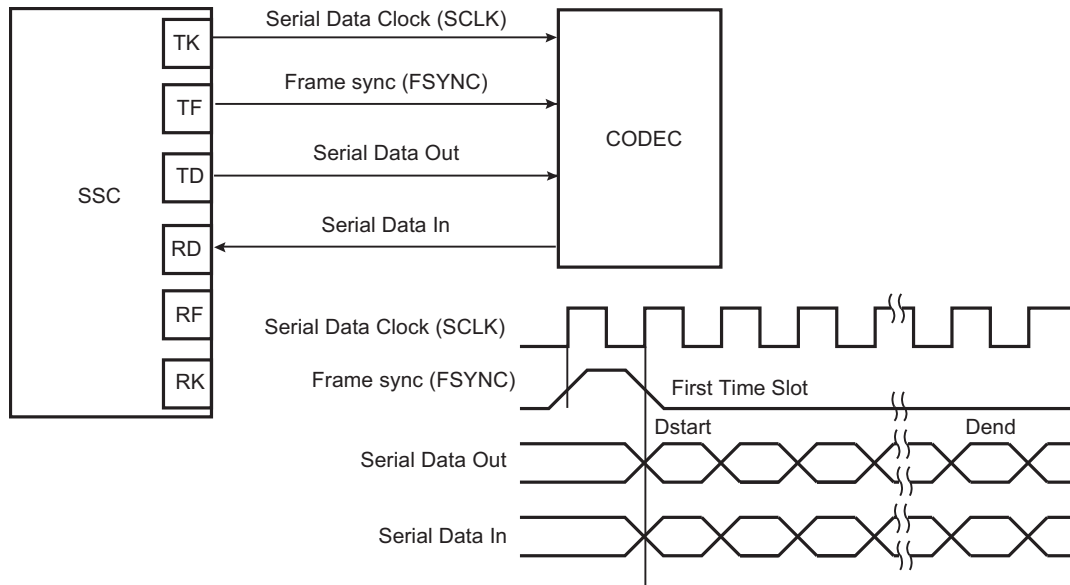 SSC
TK
TF
TD
RD
RF
RK
Serial Data Clock (SCLK)
Frame sync (FSYNC)
Serial Data Out
Serial Data In
CODEC
Serial Data Clock (SCLK)
Frame sync (FSYNC)
First Time Slot
Dstart
Dend
Serial Data Out
Serial Data In